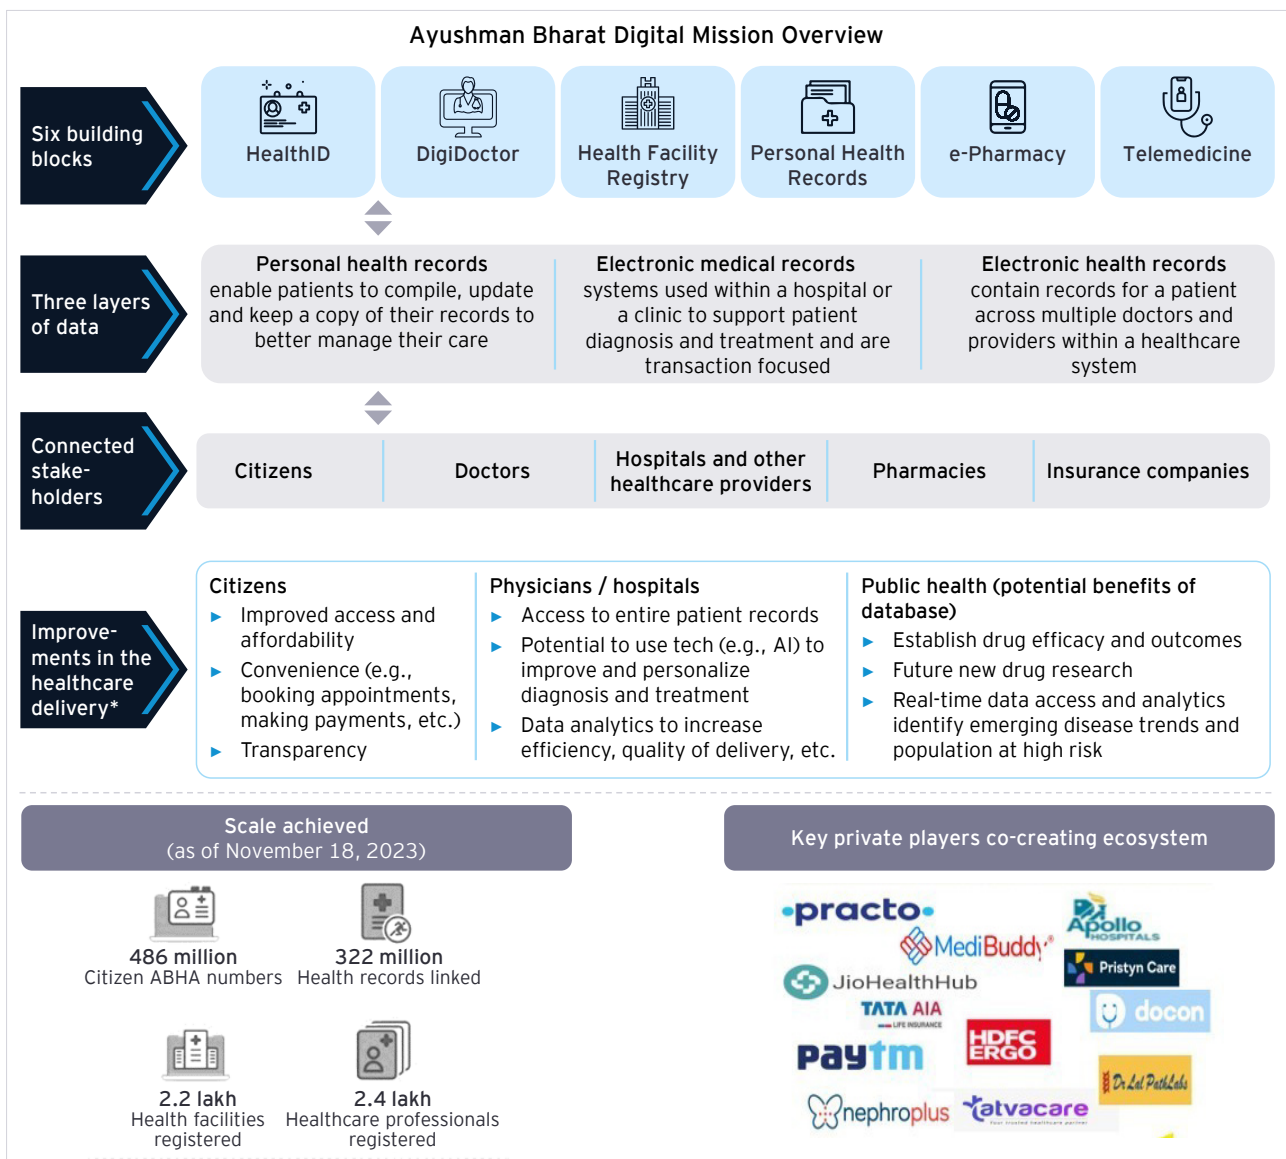 Ayushman Bharat Digital Mission Overview
Six building
blocks
HealthID
DigiDoctor
Health Facility
Registry
Personal Health
Records
e-Pharmacy
Telemedicine
Three layers
of data
Personal health records
enable patients to compile, update
and keep a copy of their records to
better manage their care
Electronic medical records
systems used within a hospital or
a clinic to support patient
diagnosis and treatment and are
transaction focused
Electronic health records
contain records for a patient
across multiple doctors and
providers within a healthcare
system
Connected
stake-
holders
Citizens
Doctors
Hospitals and other
healthcare providers
Pharmacies
Insurance companies
Improve-
ments in the
healthcare
delivery*
Citizens
► Improved access and
affordability
► Convenience (e.g.,
booking appointments,
making payments, etc.)
► Transparency
Physicians / hospitals
► Access to entire patient records
► Potential to use tech (e.g., AI) to
improve and personalize
diagnosis and treatment
► Data analytics to increase
efficiency, quality of delivery, etc.
Public health (potential benefits of
database)
► Establish drug efficacy and outcomes
► Future new drug research
► Real-time data access and analytics
identify emerging disease trends and
population at high risk
Scale achieved
(as of November 18, 2023)
486 million
Citizen ABHA numbers
322 million
Health records linked
2.2 lakh
Health facilities
registered
2.4 lakh
Healthcare professionals
registered
Key private players co-creating ecosystem
practo
MediBuddy®
Apollo
HOSPITALS
Pristyn Care
JioHealthHub
TATA AIA
LIFE INSURANCE
docon
HDFC
ERGO
paytm
Dr Lal PathLabs
nephroplus
tatvacare
Your trusted healthcare partner